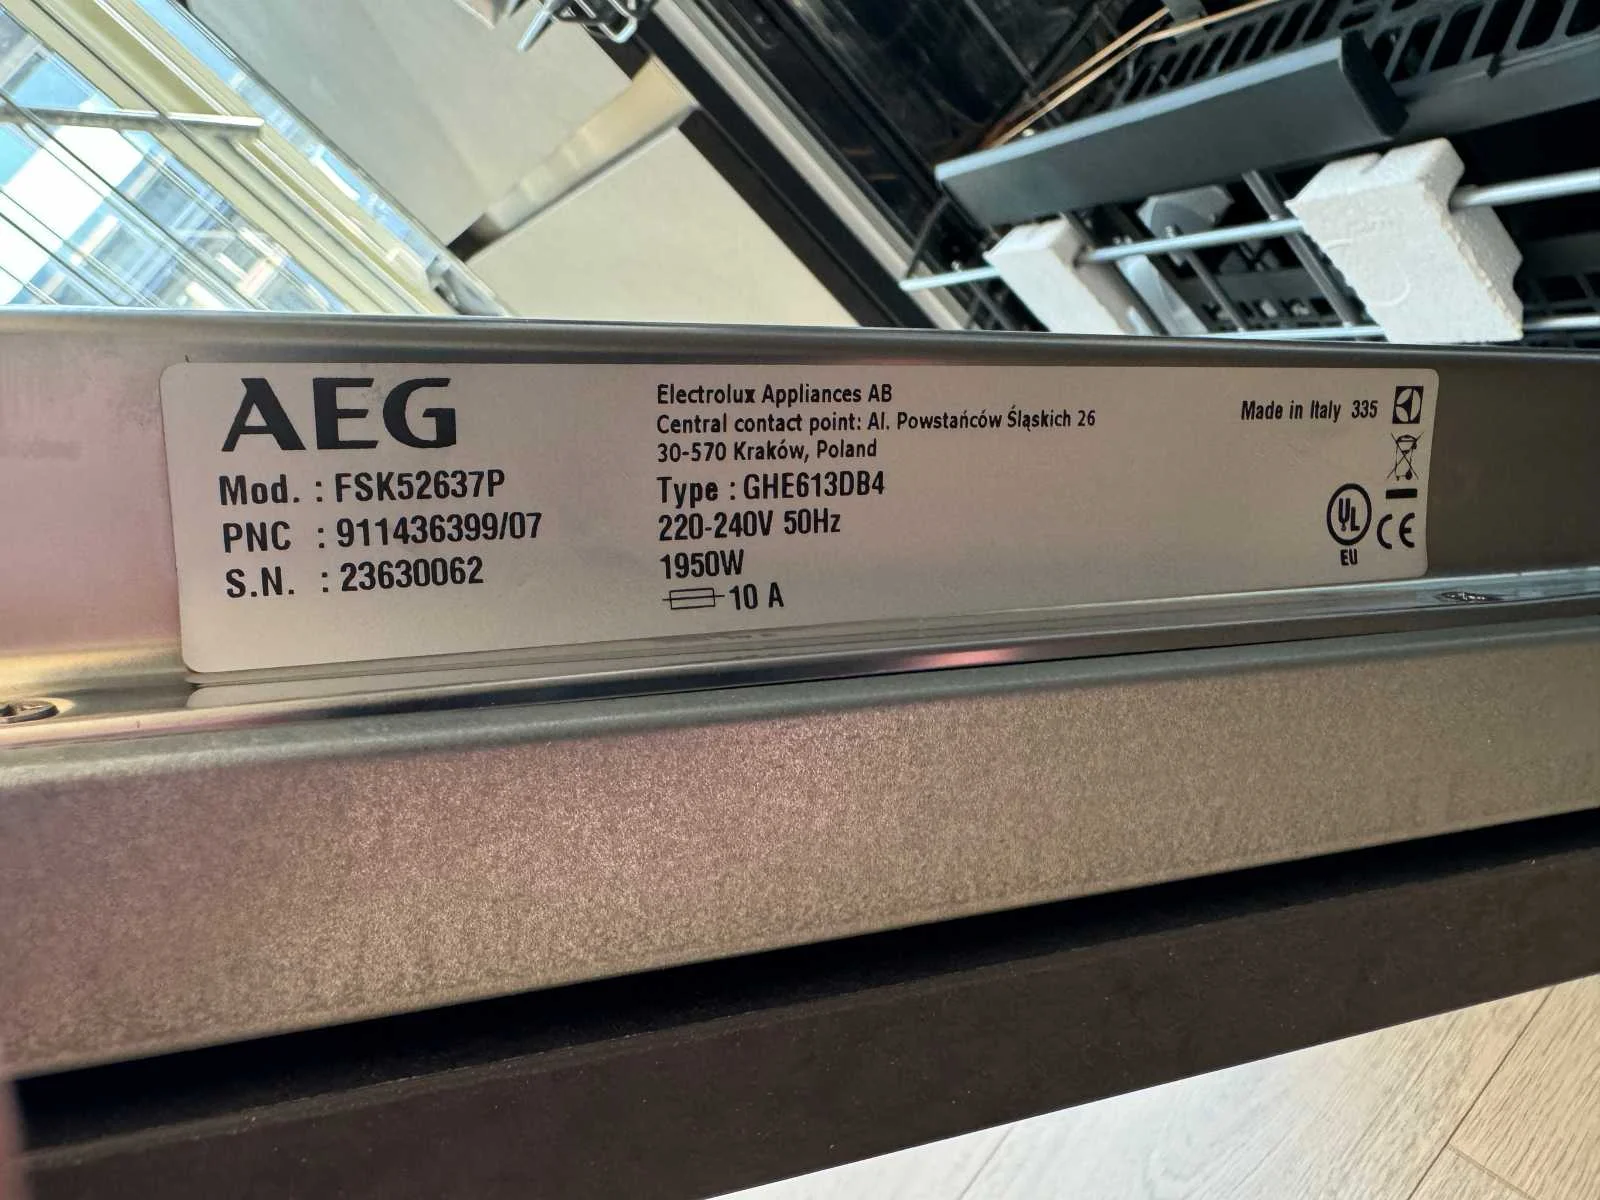 AEG
Mod. : FSK52637P
PNC : 911436399/07
S.N. : 23630062
Electrolux Appliances AB
Central contact point: Al. Powstańców Śląskich 26
30-570 Kraków, Poland
Type : GHE613DB4
220-240V 50Hz
1950W
10 A
Made in Italy 335
UL
EU
CE